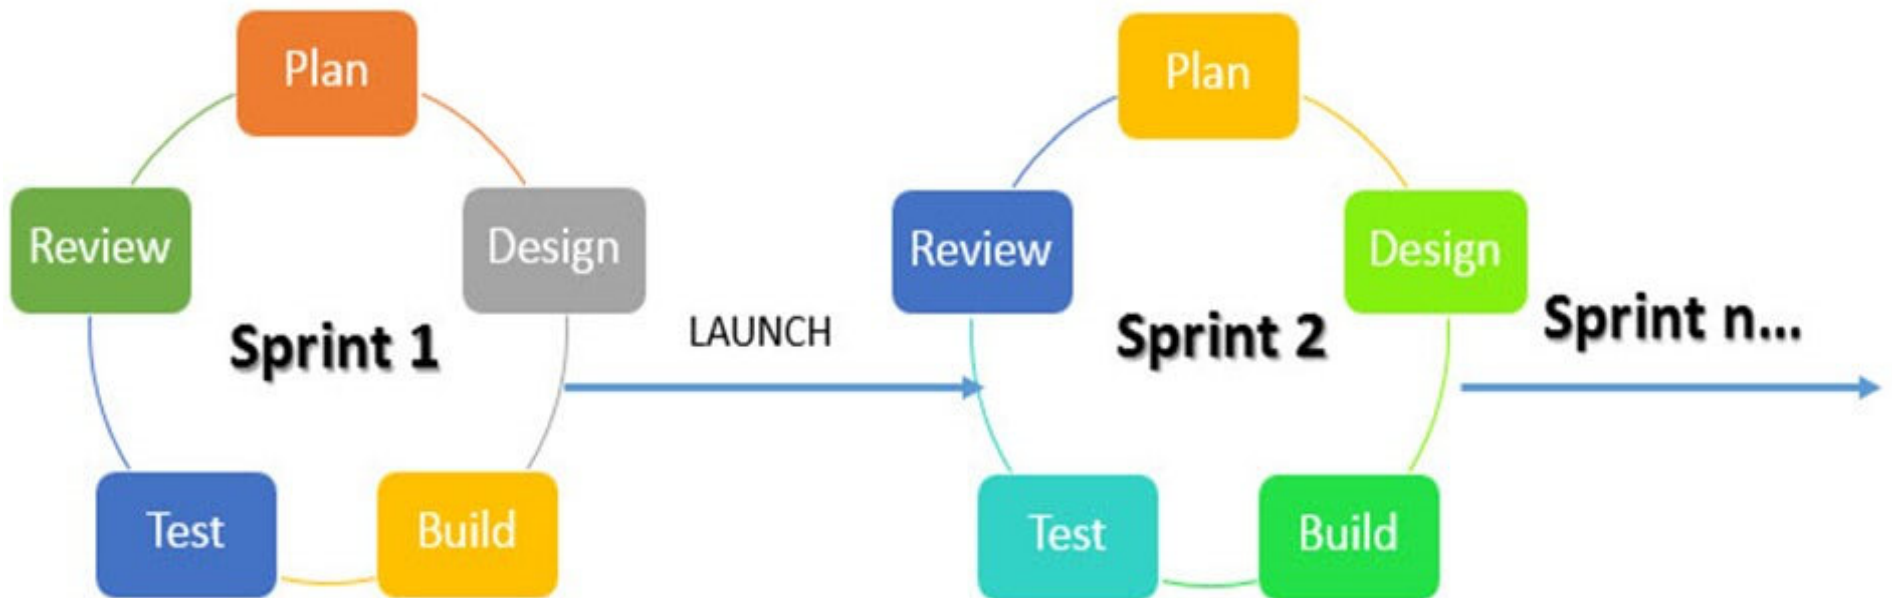 Plan
Review
Design
Sprint 1
Test
Build
LAUNCH
Plan
Review
Design
Sprint 2
Test
Build
Sprint n...